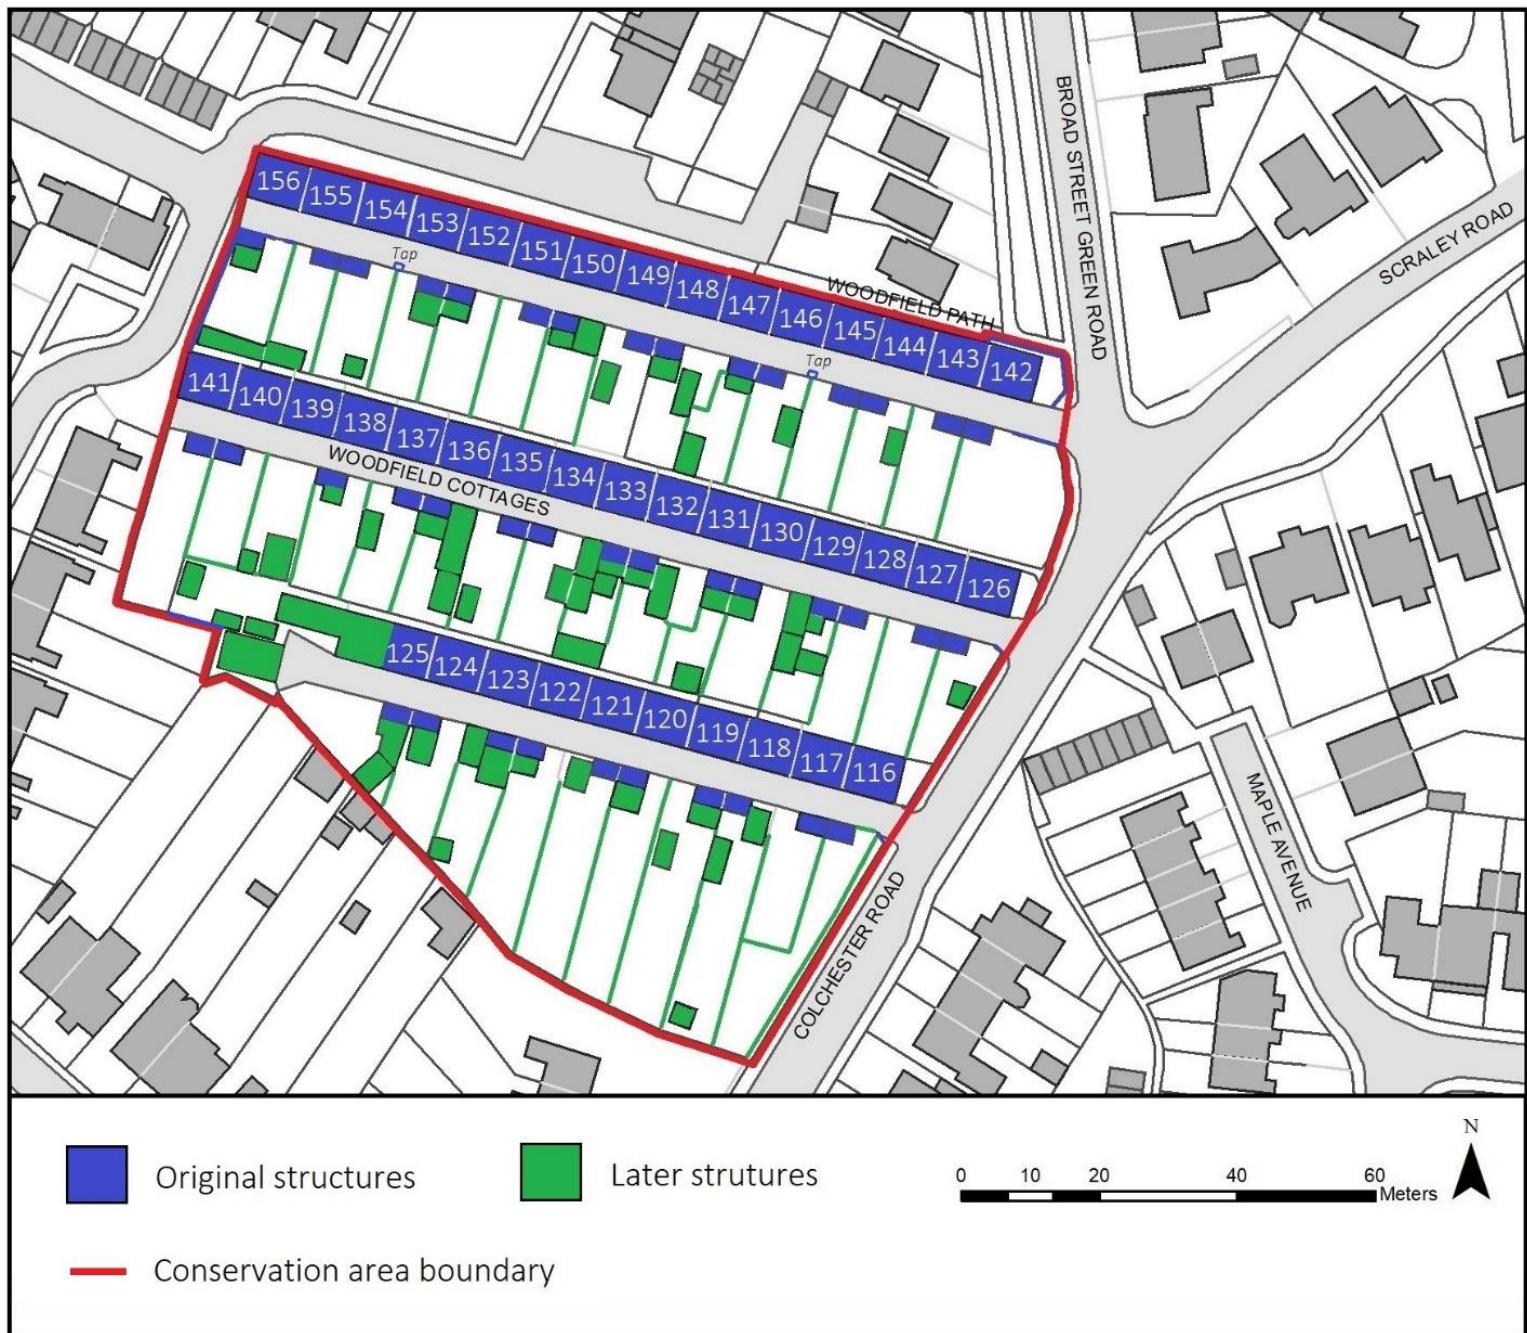 BROAD STREET GREEN ROAD
SCRALEY ROAD
156 155 154 153 152 151 150 149 148 147 146 145 144 143 142
Tap
WOODFIELD PATH
Tap
141 140 139 138 137 136 135 134 133 132 131 130 129 128 127 126
WOODFIELD COTTAGES
125 124 123 122 121 120 119 118 117 116
MAPLE AVENUE
COLCHESTER ROAD
Original structures
Later strutures
Conservation area boundary
0 10 20 40 60
Meters
N